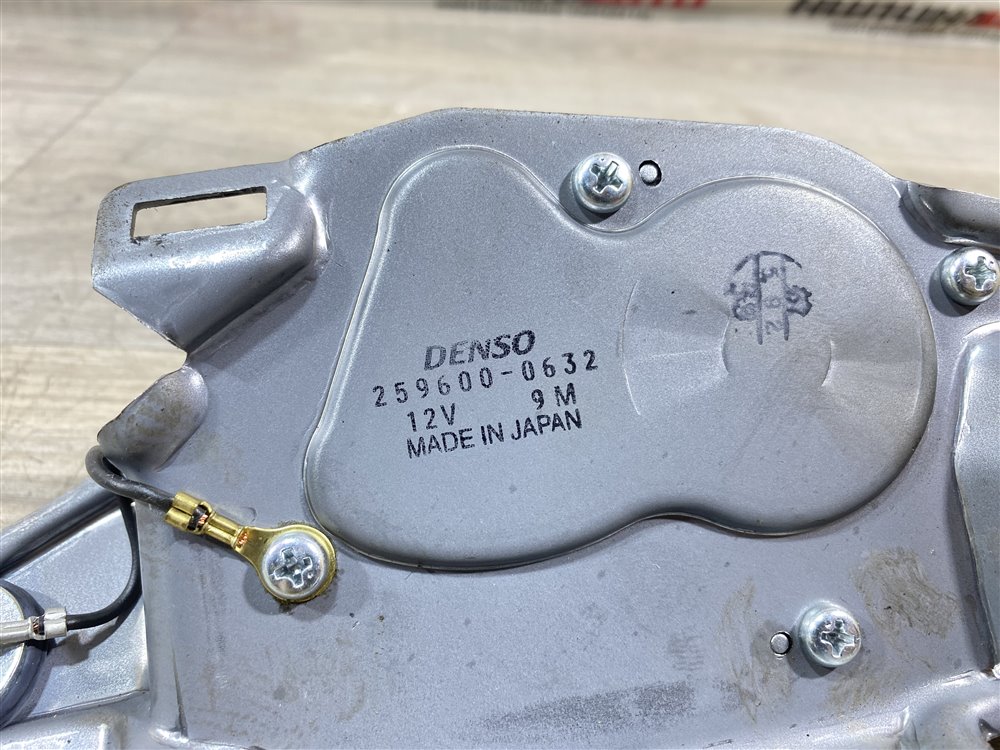 DENSO
259600-0632
12V 9M
MADE IN JAPAN